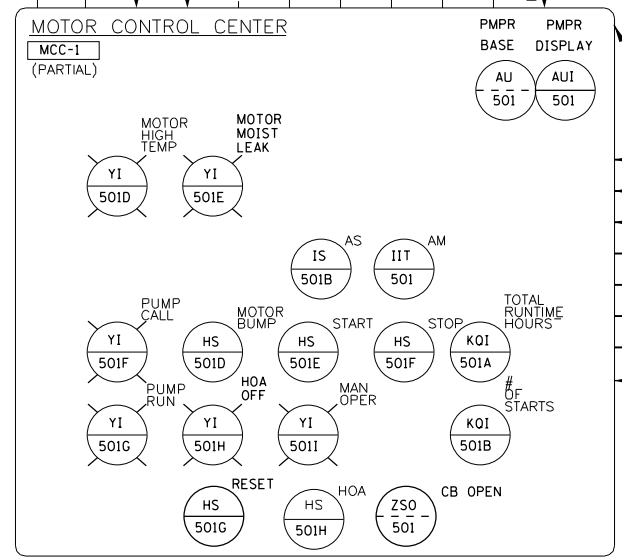 MOTOR CONTROL CENTER
MCC-1
(PARTIAL)
PMPR
BASE
PMPR
DISPLAY
AU
501
AUI
501
MOTOR
HIGH
TEMP
YI
501D
MOTOR
MOIST
LEAK
YI
501E
AS
IS
501B
AM
IIT
501
PUMP
CALL
YI
501F
MOTOR
BUMP
HS
501D
START
HS
501E
STOP
HS
501F
TOTAL
RUNTIME
HOURS
KQI
501A
PUMP
RUN
YI
501G
HOA
OFF
YI
501H
MAN
OPER
YI
501I
#
OF
STARTS
KQI
501B
RESET
HS
501G
HOA
HS
501H
CB OPEN
ZSO
501